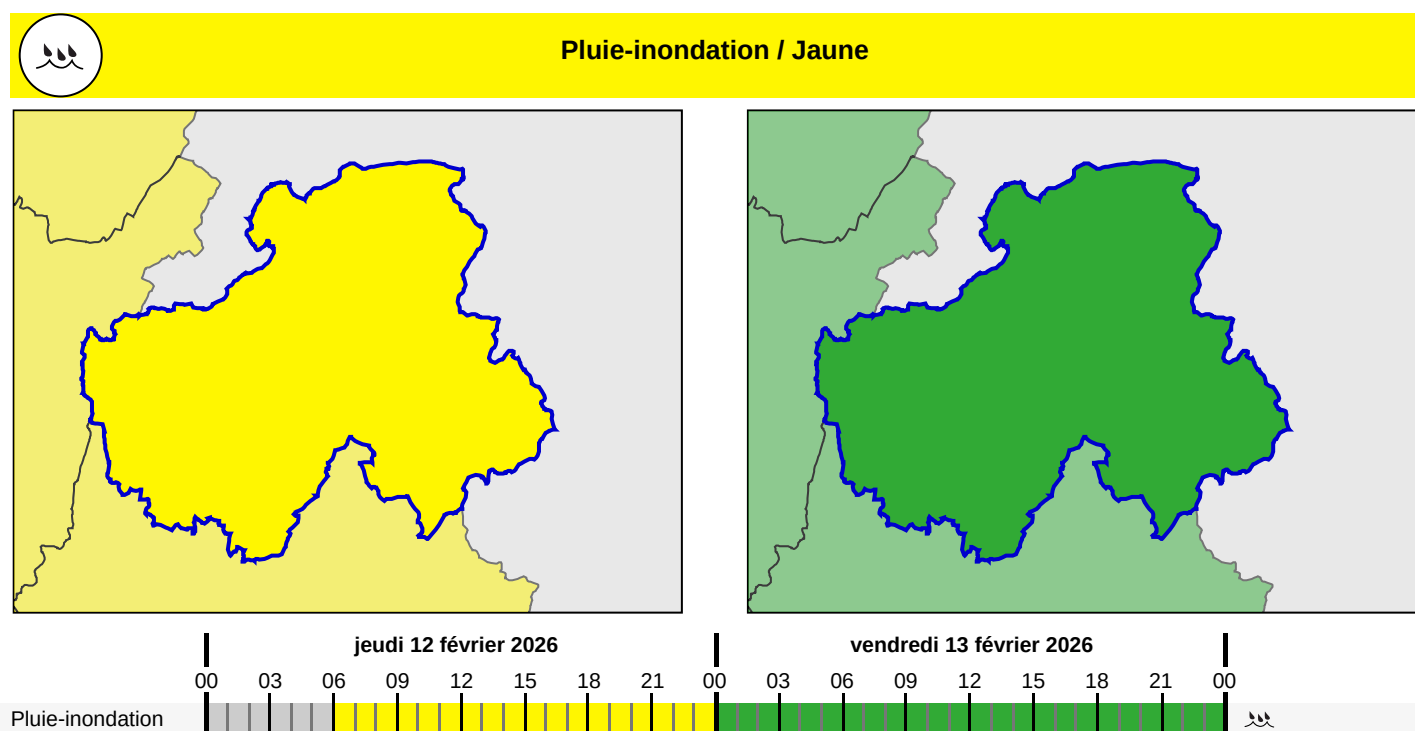 Pluie-inondation / Jaune
jeudi 12 février 2026 vendredi 13 février 2026
00 03 06 09 12 15 18 21 00 03 06 09 12 15 18 21 00
Pluie-inondation